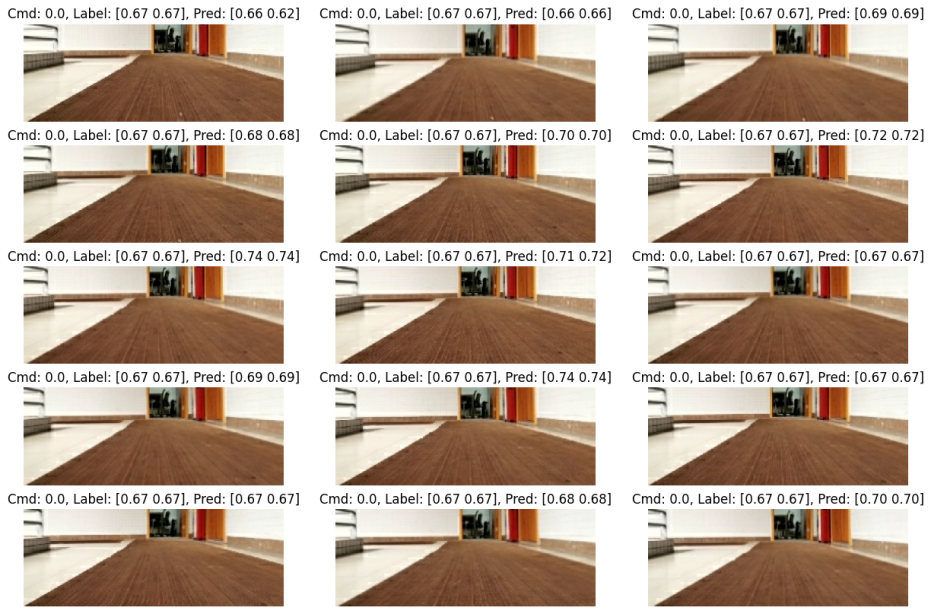 Cmd: 0.0, Label: [0.67 0.67], Pred: [0.66 0.62]
Cmd: 0.0, Label: [0.67 0.67], Pred: [0.66 0.66]
Cmd: 0.0, Label: [0.67 0.67], Pred: [0.69 0.69]
Cmd: 0.0, Label: [0.67 0.67], Pred: [0.68 0.68]
Cmd: 0.0, Label: [0.67 0.67], Pred: [0.70 0.70]
Cmd: 0.0, Label: [0.67 0.67], Pred: [0.72 0.72]
Cmd: 0.0, Label: [0.67 0.67], Pred: [0.74 0.74]
Cmd: 0.0, Label: [0.67 0.67], Pred: [0.71 0.72]
Cmd: 0.0, Label: [0.67 0.67], Pred: [0.67 0.67]
Cmd: 0.0, Label: [0.67 0.67], Pred: [0.69 0.69]
Cmd: 0.0, Label: [0.67 0.67], Pred: [0.74 0.74]
Cmd: 0.0, Label: [0.67 0.67], Pred: [0.67 0.67]
Cmd: 0.0, Label: [0.67 0.67], Pred: [0.67 0.67]
Cmd: 0.0, Label: [0.67 0.67], Pred: [0.68 0.68]
Cmd: 0.0, Label: [0.67 0.67], Pred: [0.70 0.70]